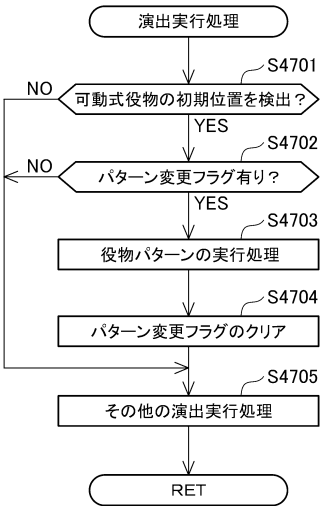 演出実行処理
S4701
可動式役物の初期位置を検出？
NO
YES
S4702
パターン変更フラグ有り？
NO
YES
S4703
役物パターンの実行処理
S4704
パターン変更フラグのクリア
S4705
その他の演出実行処理
RET